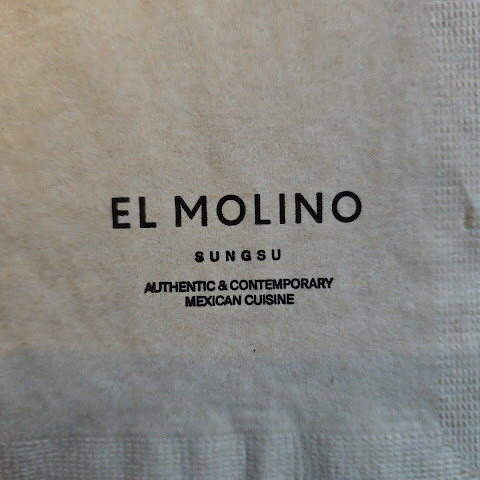 EL MOLINO
SUNGSU
AUTHENTIC & CONTEMPORARY
MEXICAN CUISINE